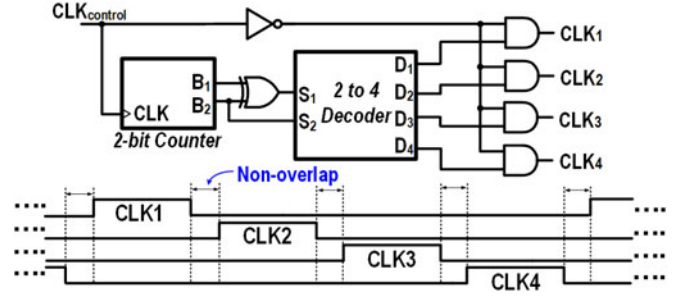 CLKcontrol
CLK1
B1
D1
2 to 4
S1
D2
CLK2
CLK
B2
Decoder
S2
D3
CLK3
2-bit Counter
D4
CLK4
Non-overlap
CLK1
CLK2
CLK3
CLK4